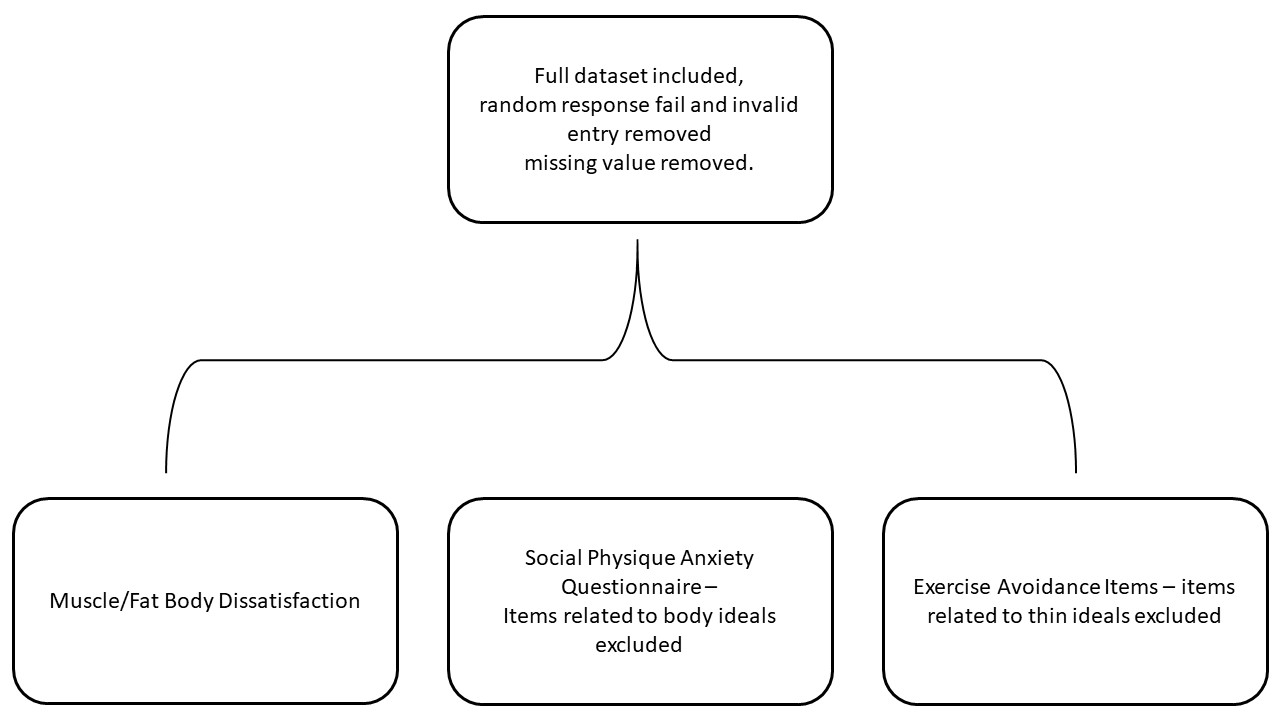 Full dataset included,
random response fail and invalid
entry removed
missing value removed.
Muscle/Fat Body Dissatisfaction
Social Physique Anxiety
Questionnaire –
Items related to body ideals
excluded
Exercise Avoidance Items – items
related to thin ideals excluded